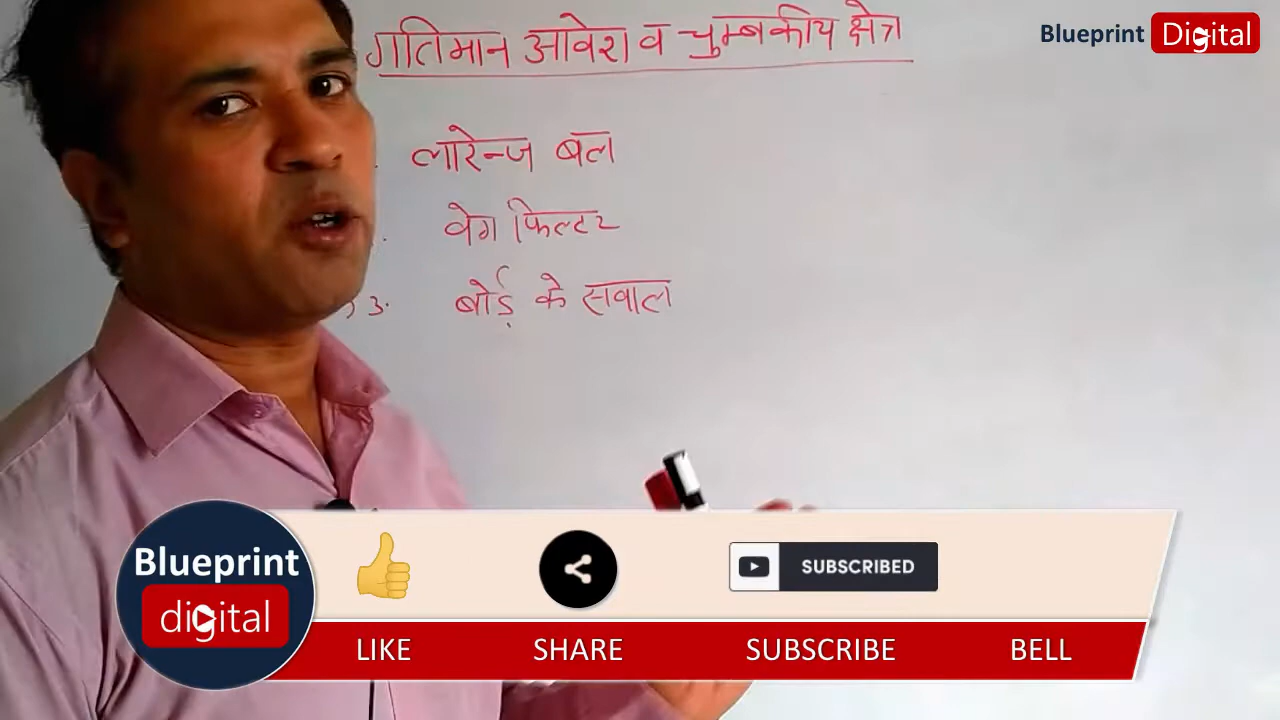 गतिमान आवेश व चुम्बकीय क्षेत्र
Blueprint Digital
लारेन्ज बल
वेग फिल्टर
3. बोर्ड के सवाल
Blueprint
digital
SUBSCRIBED
LIKE SHARE SUBSCRIBE BELL